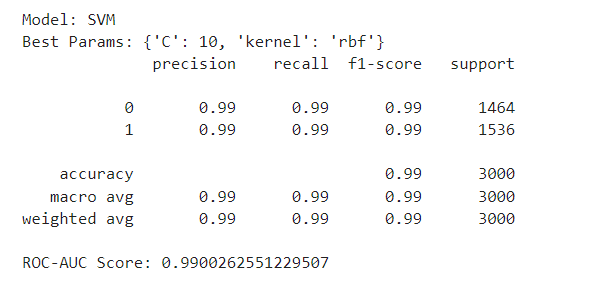 Model: SVM
Best Params: {'C': 10, 'kernel': 'rbf'}
precision recall f1-score support
0 0.99 0.99 0.99 1464
1 0.99 0.99 0.99 1536
accuracy 0.99 3000
macro avg 0.99 0.99 0.99 3000
weighted avg 0.99 0.99 0.99 3000
ROC-AUC Score: 0.9900262551229507